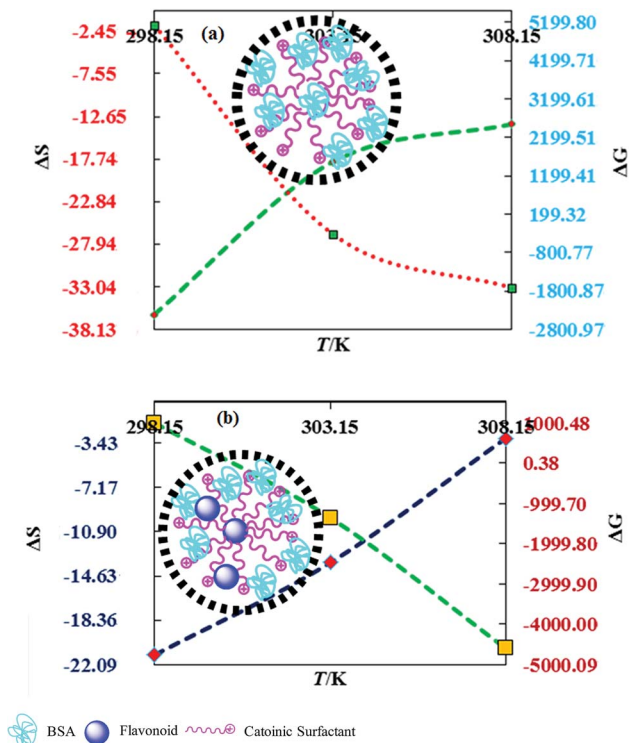 (a)
298.15 303.15 308.15
ΔS
-2.45
-7.55
-12.65
-17.74
-22.84
-27.94
-33.04
-38.13
5199.80
4199.71
3199.61
2199.51
1199.41
199.32
-800.77
-1800.87
-2800.97
ΔG
T/K
(b)
298.15 303.15 308.15
ΔS
-3.43
-7.17
-10.90
-14.63
-18.36
-22.09
1000.48
0.38
-999.70
-1999.80
-2999.90
-4000.00
-5000.09
ΔG
T/K
BSA Flavonoid Catoinic Surfactant